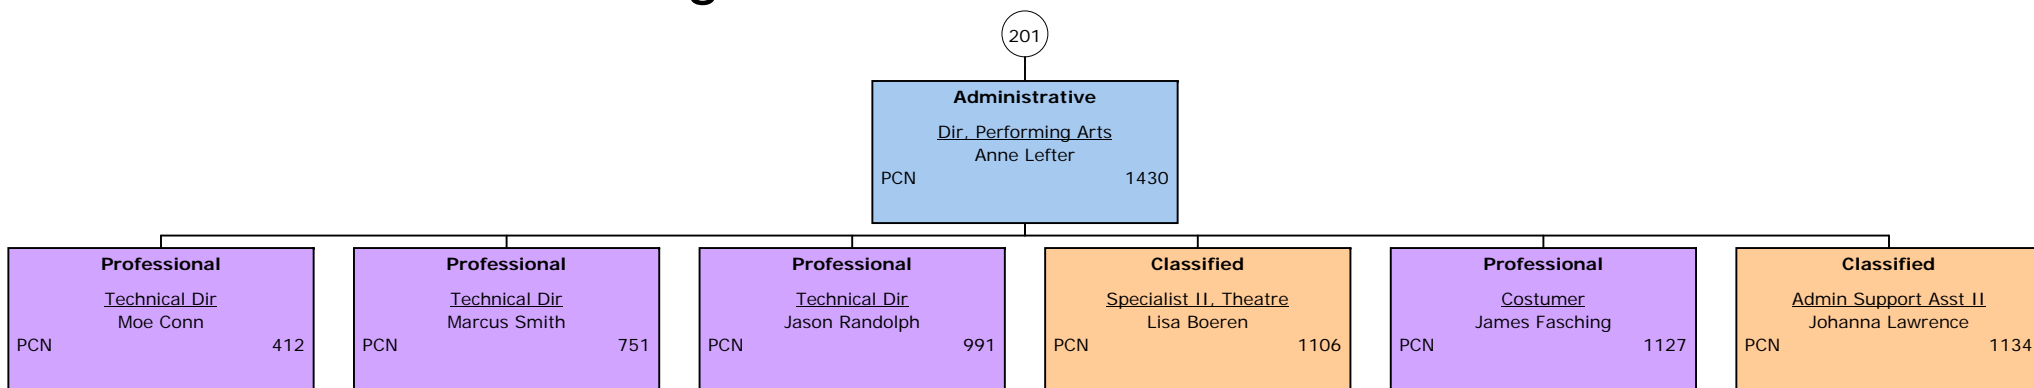 g
201
Administrative
Dir, Performing Arts
Anne Lefter
PCN 1430
Professional
Technical Dir
Moe Conn
PCN 412
Professional
Technical Dir
Marcus Smith
PCN 751
Professional
Technical Dir
Jason Randolph
PCN 991
Classified
Specialist II, Theatre
Lisa Boeren
PCN 1106
Professional
Costumer
James Fasching
PCN 1127
Classified
Admin Support Asst II
Johanna Lawrence
PCN 1134